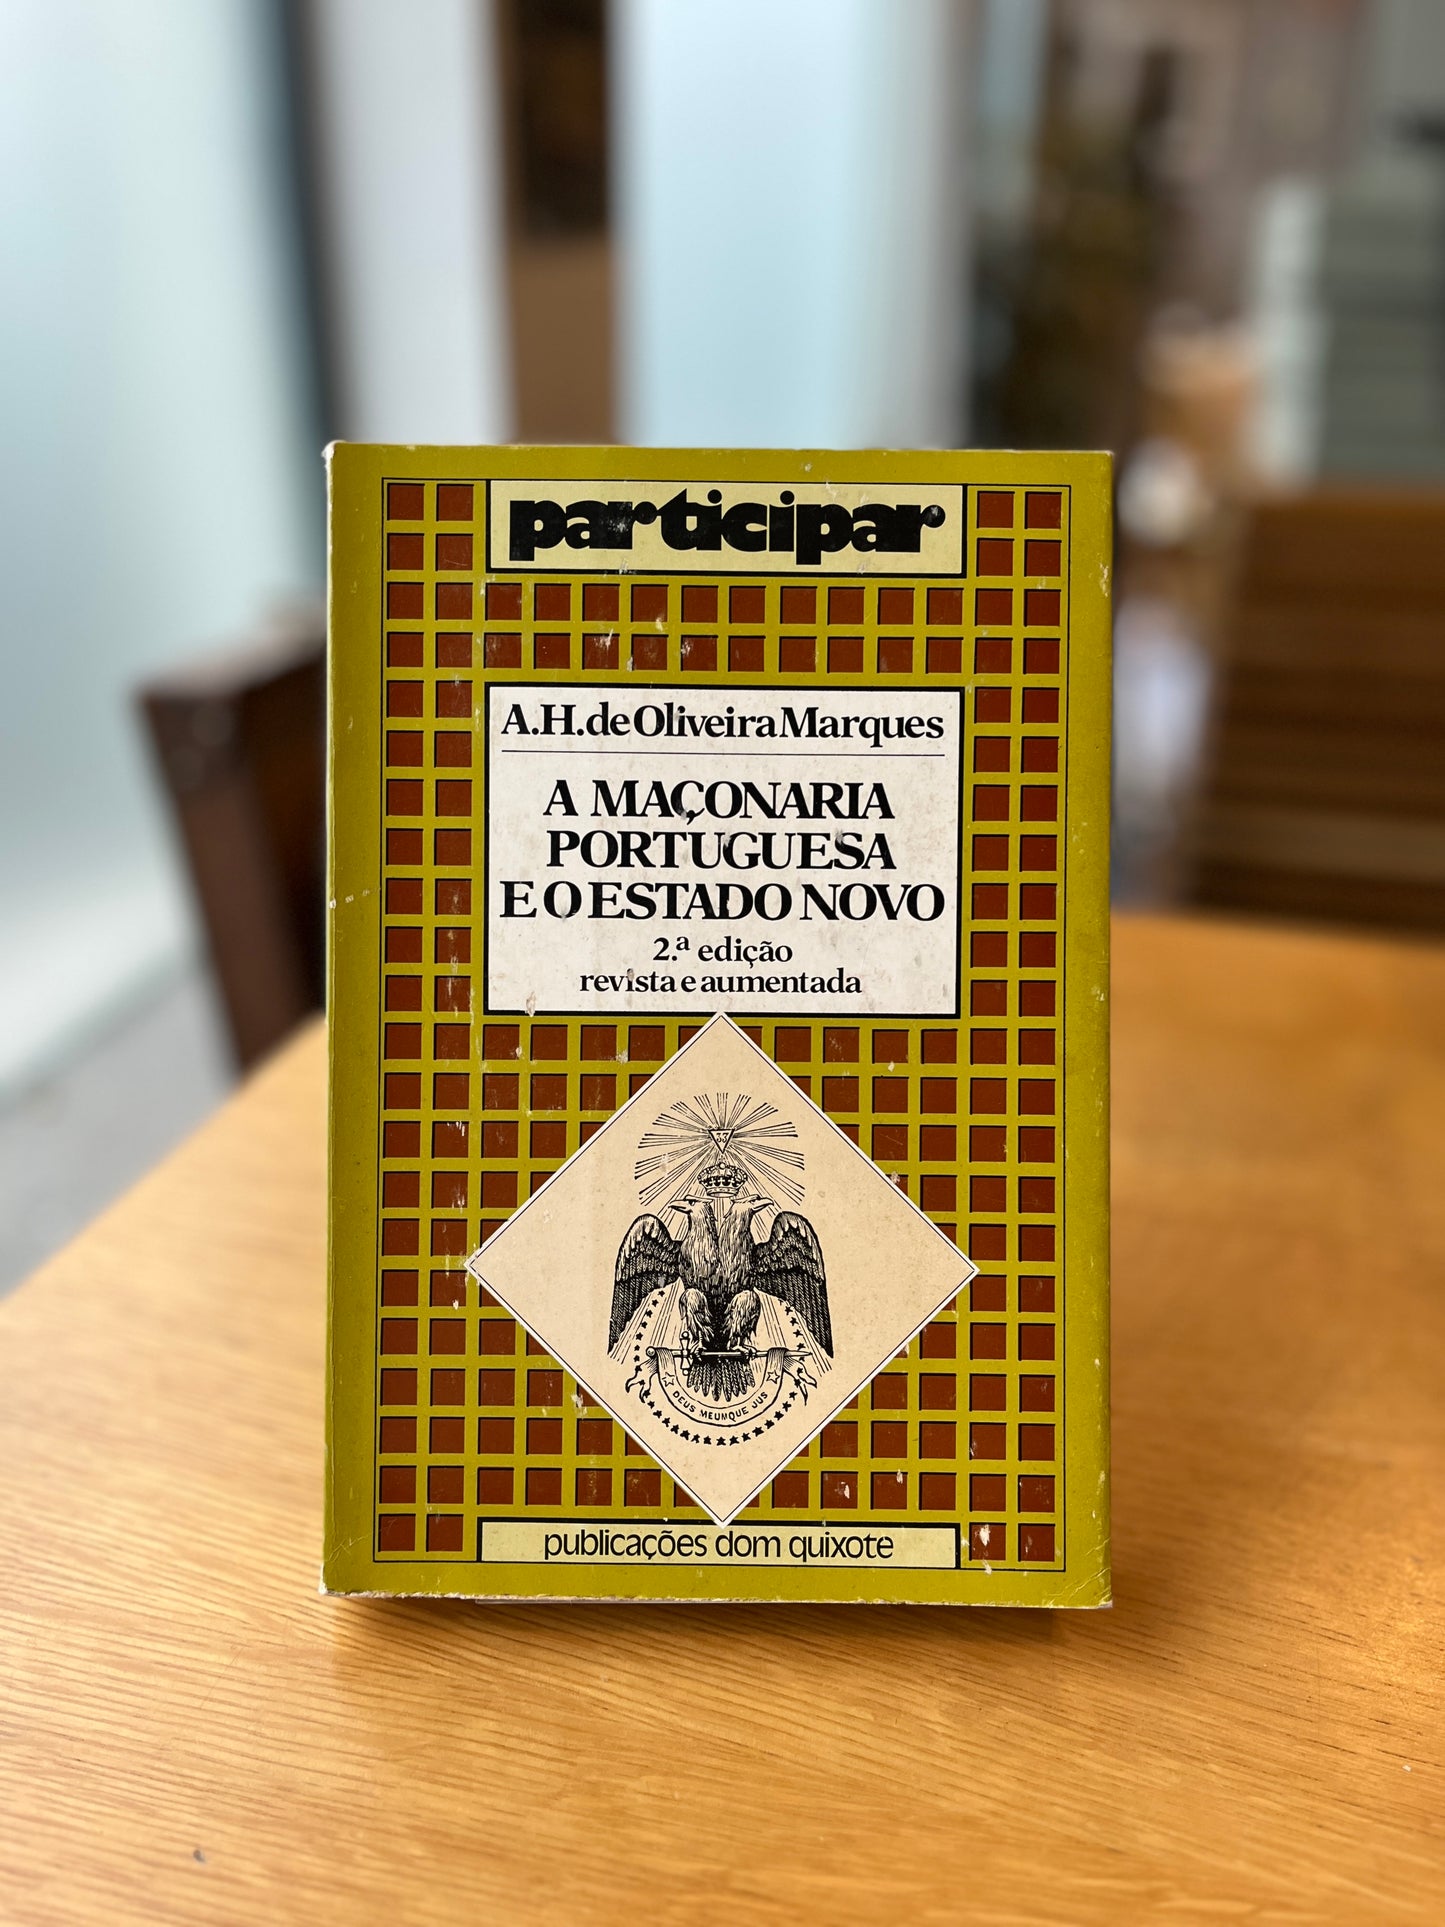 participar
A.H. de Oliveira Marques
A MAÇONARIA
PORTUGUESA
E O ESTADO NOVO
2.ª edição
revista e aumentada
33
DEUS MEUMQUE JUS
publicações dom quixote